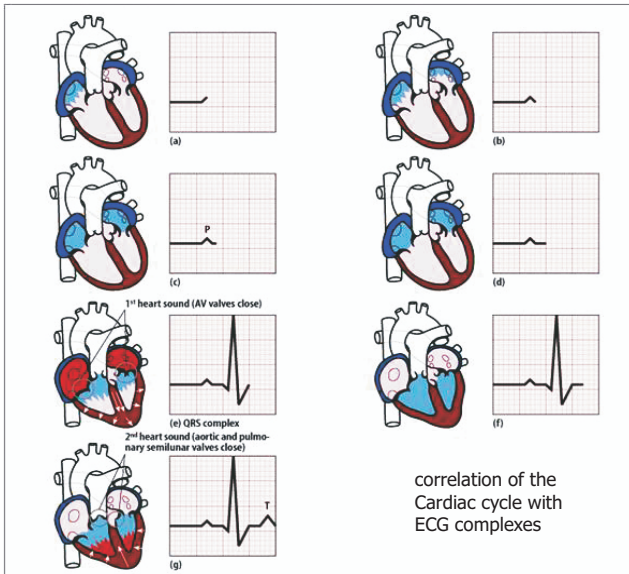 (a)
(b)
P
(c)
(d)
1st heart sound (AV valves close)
(e) QRS complex
(f)
2nd heart sound (aortic and pulmo-
nary semilunar valves close)
T
(g)
correlation of the
Cardiac cycle with
ECG complexes